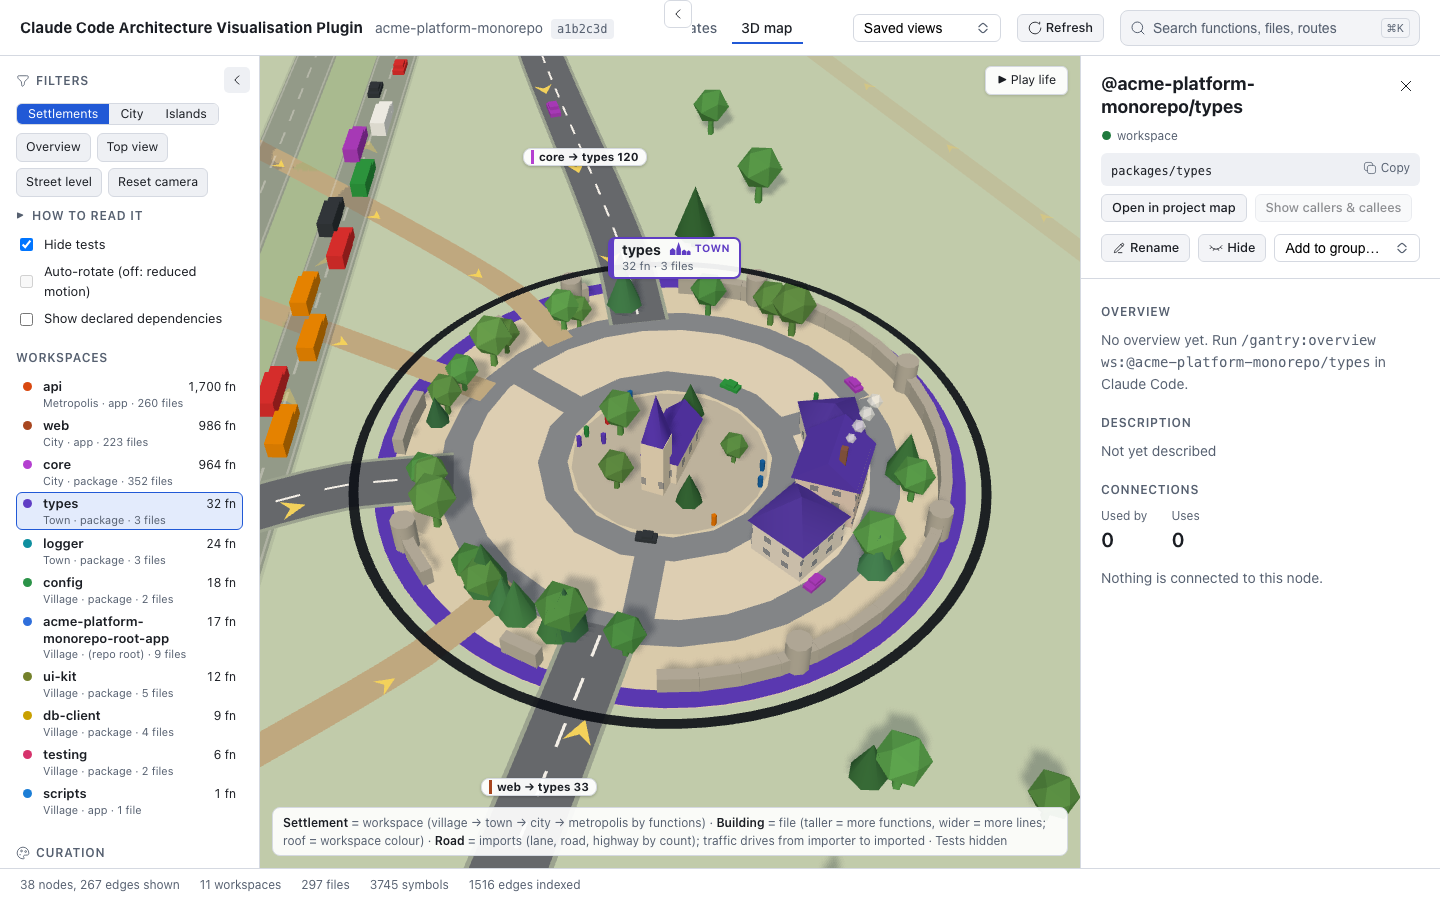 Claude Code Architecture Visualisation Plugin acme-platform-monorepo a1b2c3d
3D map
Saved views
Refresh
Search functions, files, routes ⌘K
FILTERS
Settlements City Islands
Overview Top view
Street level Reset camera
HOW TO READ IT
Hide tests
Auto-rotate (off: reduced
motion)
Show declared dependencies
WORKSPACES
api 1,700 fn
Metropolis · app · 260 files
web 986 fn
City · app · 223 files
core 964 fn
City · package · 352 files
types 32 fn
Town · package · 3 files
logger 24 fn
Town · package · 3 files
config 18 fn
Village · package · 2 files
acme-platform-
monorepo-root-app 17 fn
Village · (repo root) · 9 files
ui-kit 12 fn
Village · package · 5 files
db-client 9 fn
Village · package · 4 files
testing 6 fn
Village · package · 2 files
scripts 1 fn
Village · app · 1 file
CURATION
Play life
core → types 120
types TOWN
32 fn · 3 files
web → types 33
Settlement = workspace (village → town → city → metropolis by functions) · Building = file (taller = more functions, wider = more lines;
roof = workspace colour) · Road = imports (lane, road, highway by count); traffic drives from importer to imported · Tests hidden
@acme-platform-
monorepo/types
workspace
packages/types Copy
Open in project map Show callers & callees
Rename Hide Add to group…
OVERVIEW
No overview yet. Run /gantry:overview
ws:@acme-platform-monorepo/types in
Claude Code.
DESCRIPTION
Not yet described
CONNECTIONS
Used by Uses
0 0
Nothing is connected to this node.
38 nodes, 267 edges shown 11 workspaces 297 files 3745 symbols 1516 edges indexed